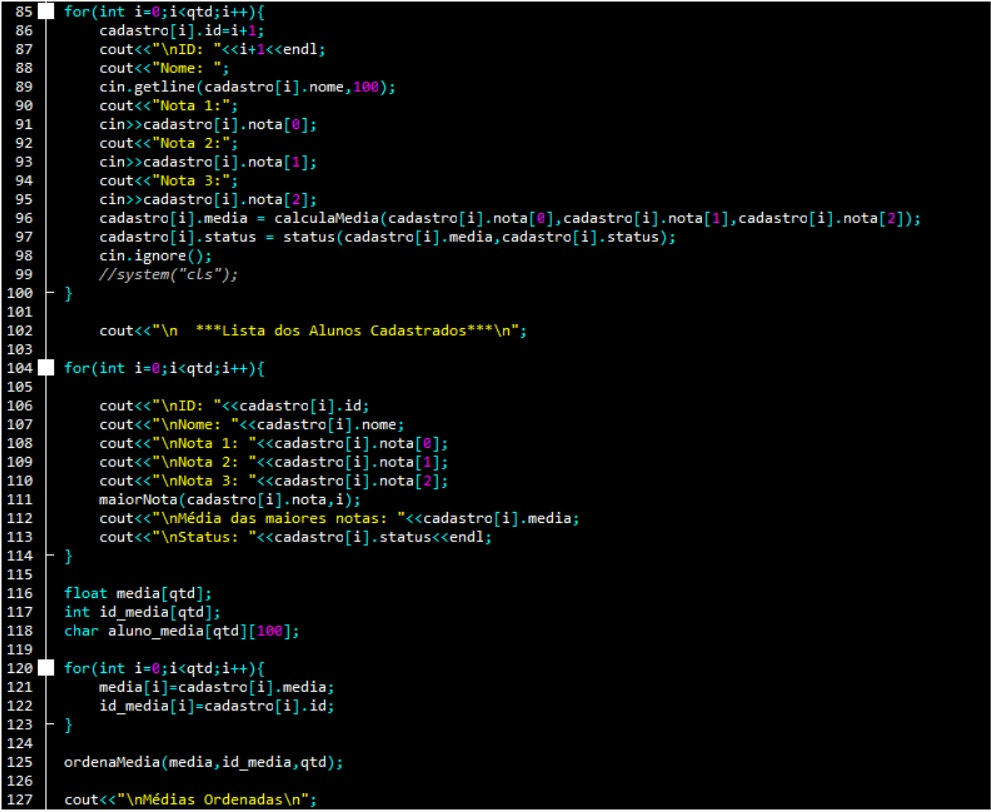 85 for(int i=0;i<qtd;i++){
86 cadastro[i].id=i+1;
87 cout<<"\nID: "<<i+1<<endl;
88 cout<<"Nome: ";
89 cin.getline(cadastro[i].nome,100);
90 cout<<"Nota 1:";
91 cin>>cadastro[i].nota[0];
92 cout<<"Nota 2:";
93 cin>>cadastro[i].nota[1];
94 cout<<"Nota 3:";
95 cin>>cadastro[i].nota[2];
96 cadastro[i].media = calculaMedia(cadastro[i].nota[0],cadastro[i].nota[1],cadastro[i].nota[2]);
97 cadastro[i].status = status(cadastro[i].media,cadastro[i].status);
98 cin.ignore();
99 //system("cls");
100 }
101
102 cout<<"\n  ***Lista dos Alunos Cadastrados***\n";
103
104 for(int i=0;i<qtd;i++){
105
106 cout<<"\nID: "<<cadastro[i].id;
107 cout<<"\nNome: "<<cadastro[i].nome;
108 cout<<"\nNota 1: "<<cadastro[i].nota[0];
109 cout<<"\nNota 2: "<<cadastro[i].nota[1];
110 cout<<"\nNota 3: "<<cadastro[i].nota[2];
111 maiorNota(cadastro[i].nota,i);
112 cout<<"\nMédia das maiores notas: "<<cadastro[i].media;
113 cout<<"\nStatus: "<<cadastro[i].status<<endl;
114 }
115
116 float media[qtd];
117 int id_media[qtd];
118 char aluno_media[qtd][100];
119
120 for(int i=0;i<qtd;i++){
121 media[i]=cadastro[i].media;
122 id_media[i]=cadastro[i].id;
123 }
124
125 ordenaMedia(media,id_media,qtd);
126
127 cout<<"\nMédias Ordenadas\n";